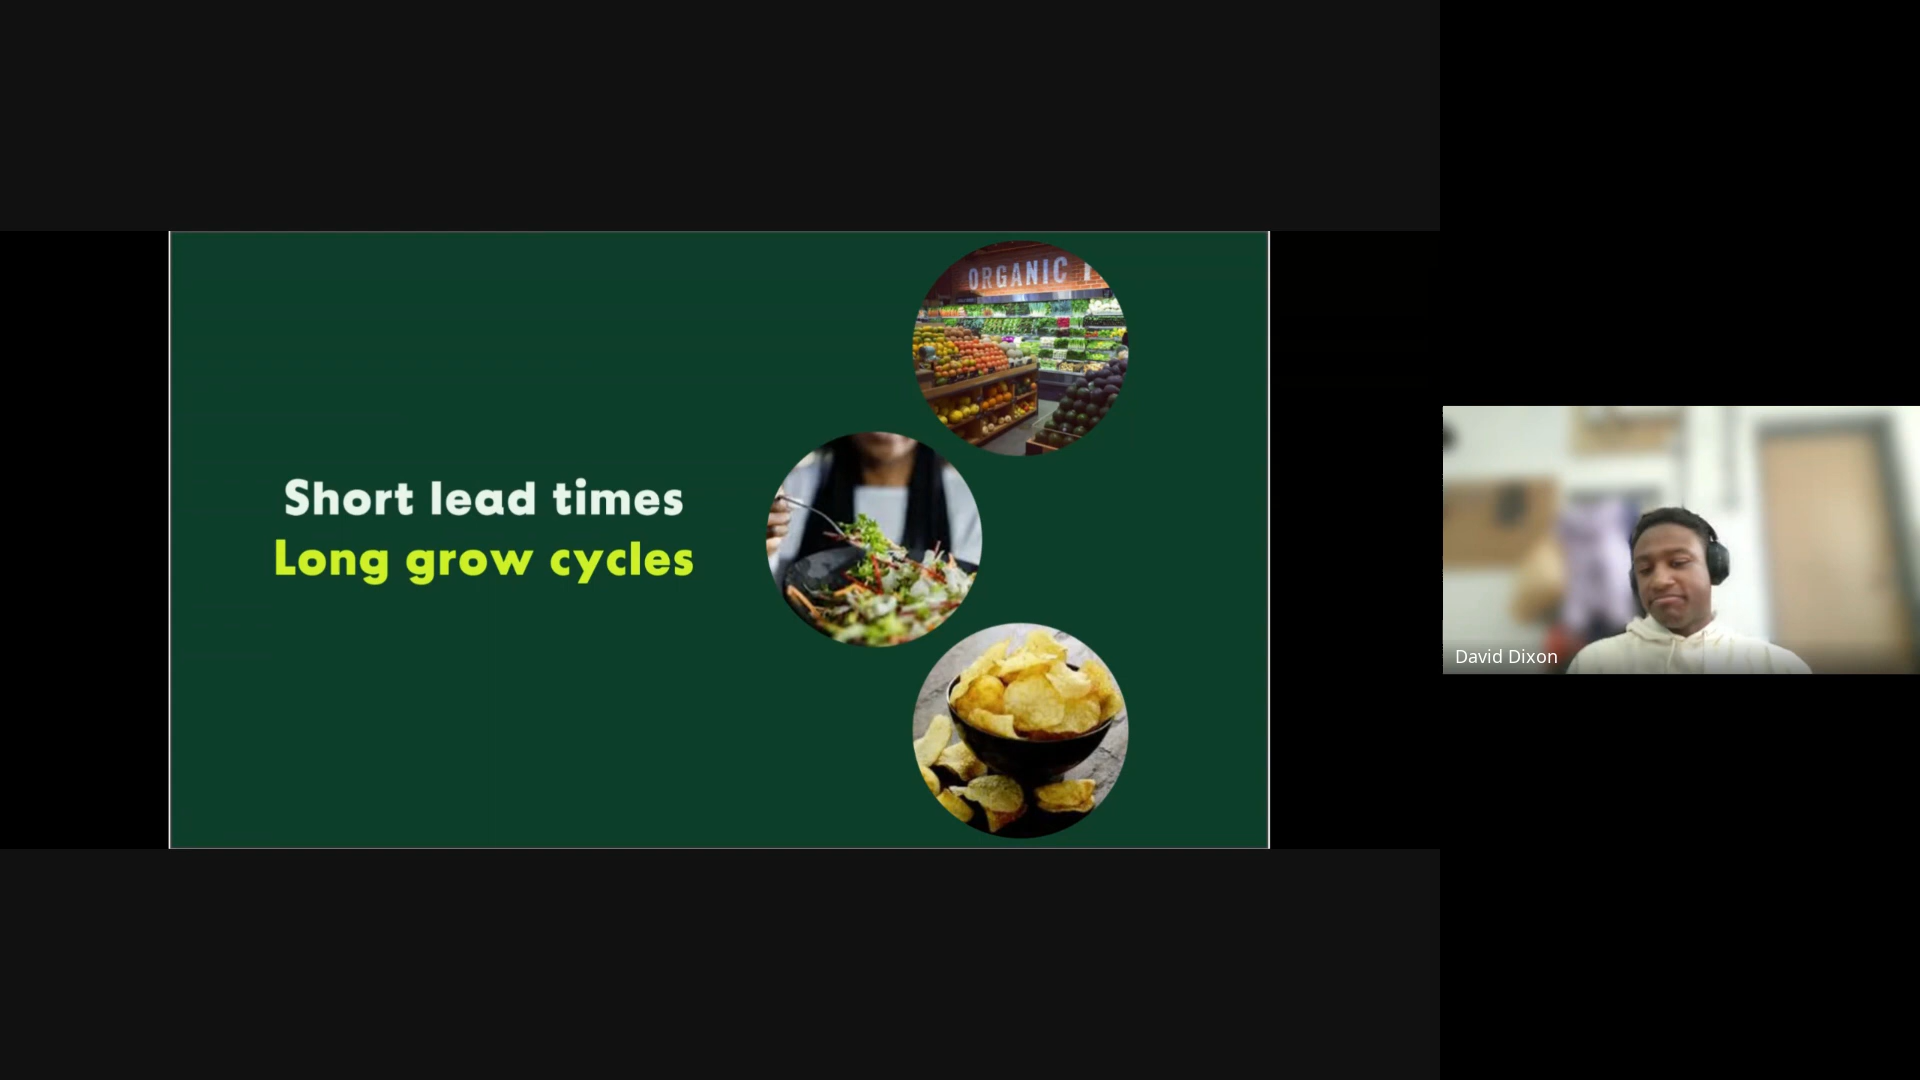 ORGANIC
Short lead times
Long grow cycles
David Dixon